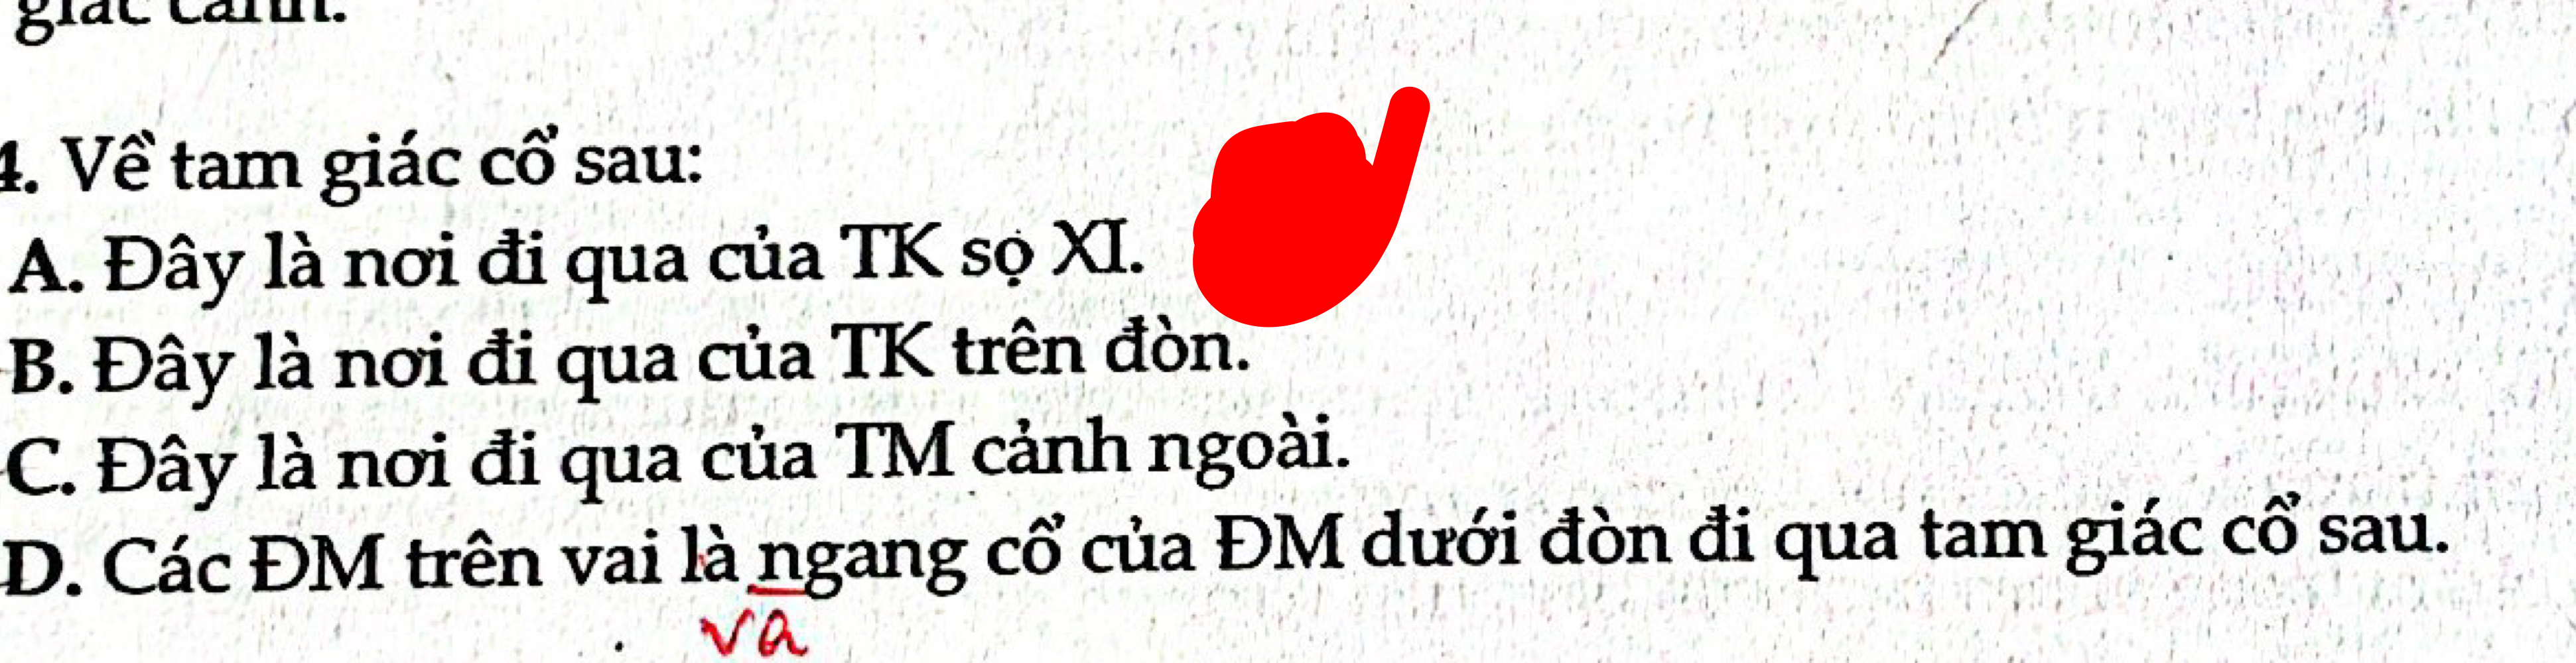 giác cảnh.
4. Về tam giác cổ sau:
A. Đây là nơi đi qua của TK sọ XI.
B. Đây là nơi đi qua của TK trên đòn.
C. Đây là nơi đi qua của TM cảnh ngoài.
D. Các ĐM trên vai là ngang cổ của ĐM dưới đòn đi qua tam giác cổ sau.
va